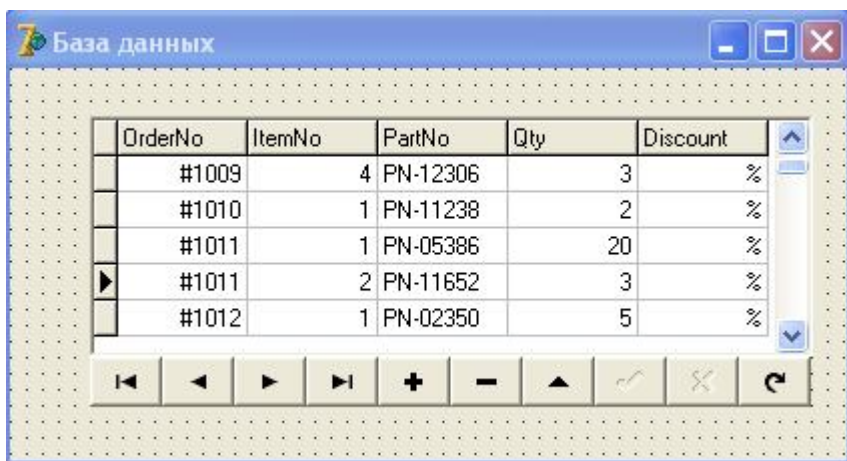 База данных
OrderNo ItemNo PartNo Qty Discount
#1009 4 PN-12306 3 %
#1010 1 PN-11238 2 %
#1011 1 PN-05386 20 %
#1011 2 PN-11652 3 %
#1012 1 PN-02350 5 %